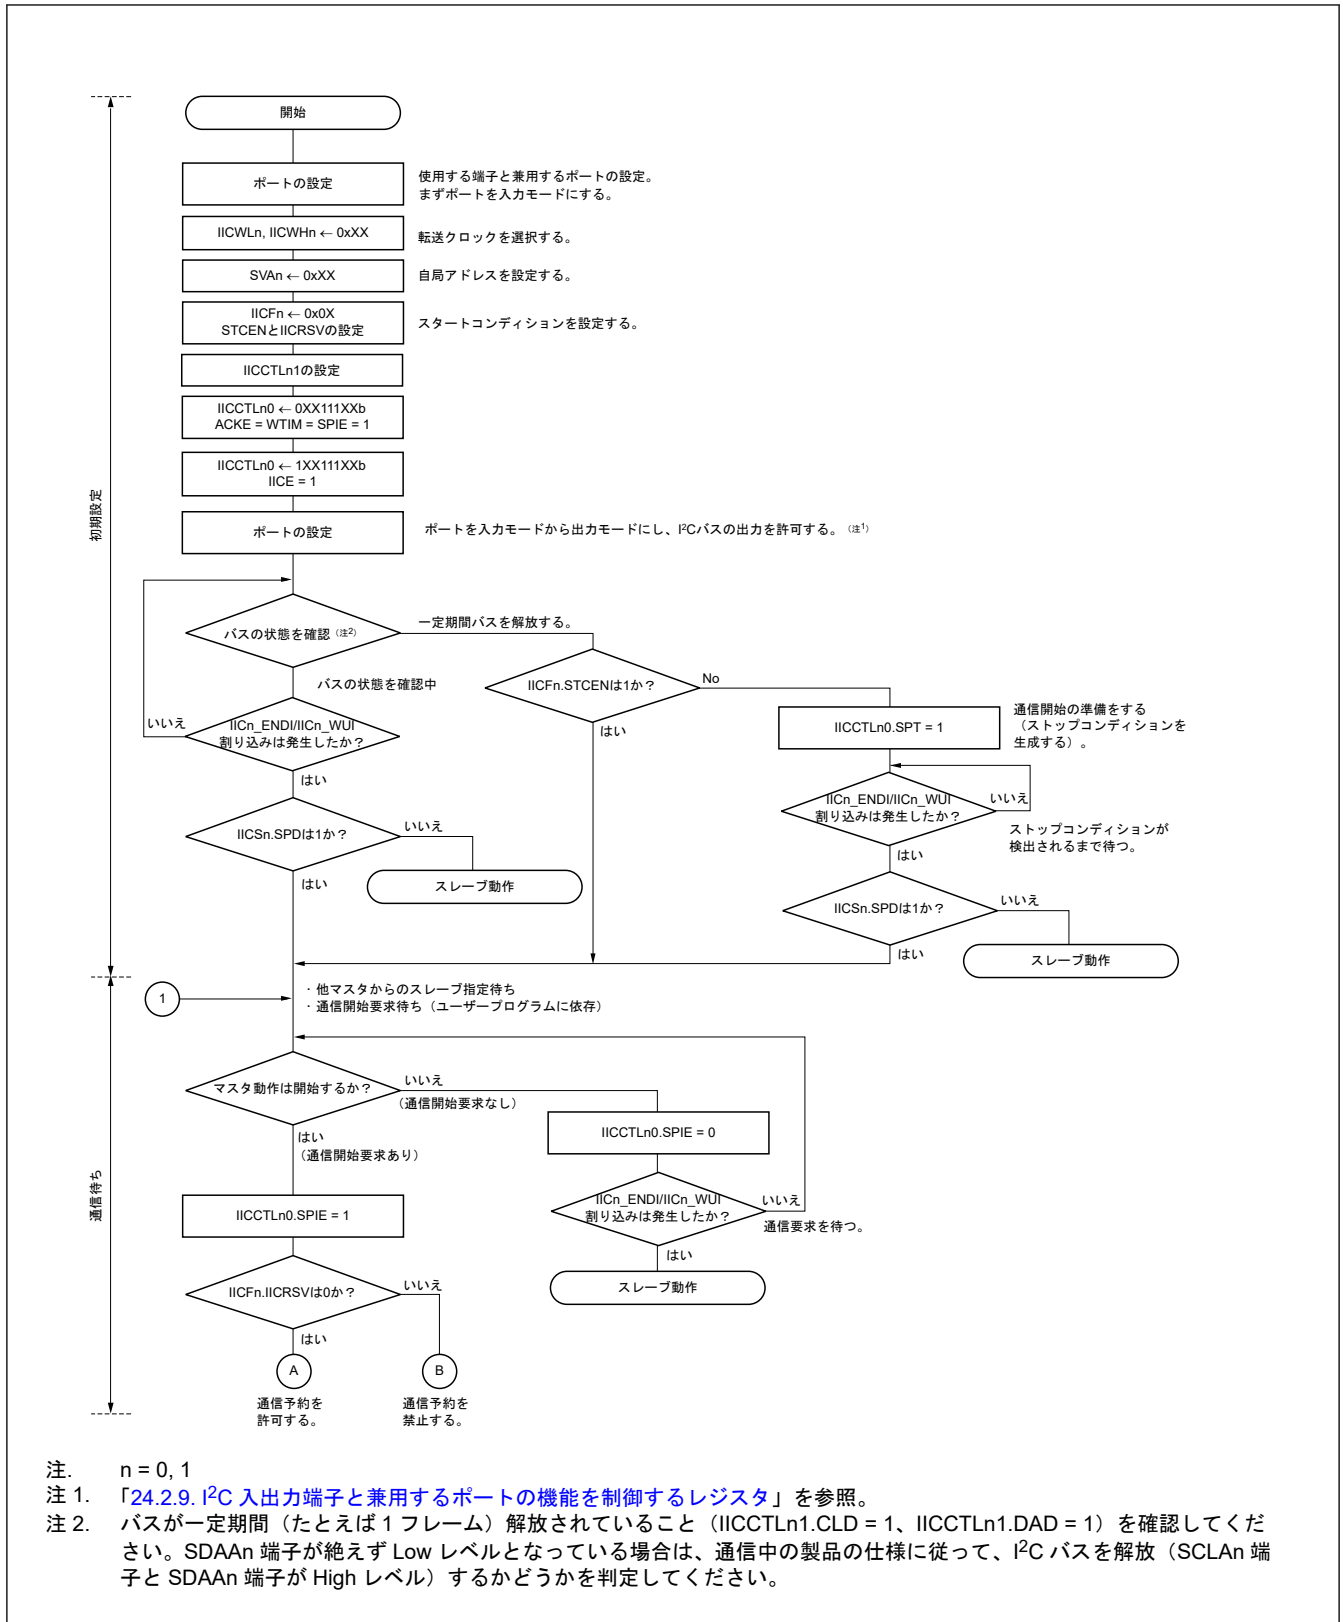 開始
ポートの設定
使用する端子と兼用するポートの設定。
まずポートを入力モードにする。
IICWLn, IICWHn ← 0xXX
転送クロックを選択する。
SVAn ← 0xXX
自局アドレスを設定する。
IICFn ← 0x0X
STCENとIICRSVの設定
スタートコンディションを設定する。
IICCTLn1の設定
IICCTLn0 ← 0XX111XXb
ACKE = WTIM = SPIE = 1
IICCTLn0 ← 1XX111XXb
IICE = 1
初期設定
ポートの設定
ポートを入力モードから出力モードにし、I²Cバスの出力を許可する。（注1）
バスの状態を確認（注2）
一定期間バスを解放する。
バスの状態を確認中
IICFn.STCENは1か？
No
はい
IICCTLn0.SPT = 1
通信開始の準備をする
（ストップコンディションを
生成する）。
いいえ
IICn_ENDI/IICn_WUI
割り込みは発生したか？
はい
IICn_ENDI/IICn_WUI
割り込みは発生したか？
いいえ
ストップコンディションが
検出されるまで待つ。
はい
IICSn.SPDは1か？
いいえ
スレーブ動作
はい
IICSn.SPDは1か？
いいえ
スレーブ動作
はい
1
・他マスタからのスレーブ指定待ち
・通信開始要求待ち（ユーザープログラムに依存）
マスタ動作は開始するか？
いいえ
（通信開始要求なし）
はい
（通信開始要求あり）
IICCTLn0.SPIE = 0
通信待ち
IICCTLn0.SPIE = 1
IICn_ENDI/IICn_WUI
割り込みは発生したか？
いいえ
通信要求を待つ。
はい
スレーブ動作
IICFn.IICRSVは0か？
いいえ
はい
A
B
通信予約を
許可する。
通信予約を
禁止する。
注. n = 0, 1
注 1. 「24.2.9. I²C 入出力端子と兼用するポートの機能を制御するレジスタ」を参照。
注 2. バスが一定期間（たとえば 1 フレーム）解放されていること（IICCTLn1.CLD = 1、IICCTLn1.DAD = 1）を確認してくだ
さい。SDAAn 端子が絶えず Low レベルとなっている場合は、通信中の製品の仕様に従って、I²C バスを解放（SCLAn 端
子と SDAAn 端子が High レベル）するかどうかを判定してください。